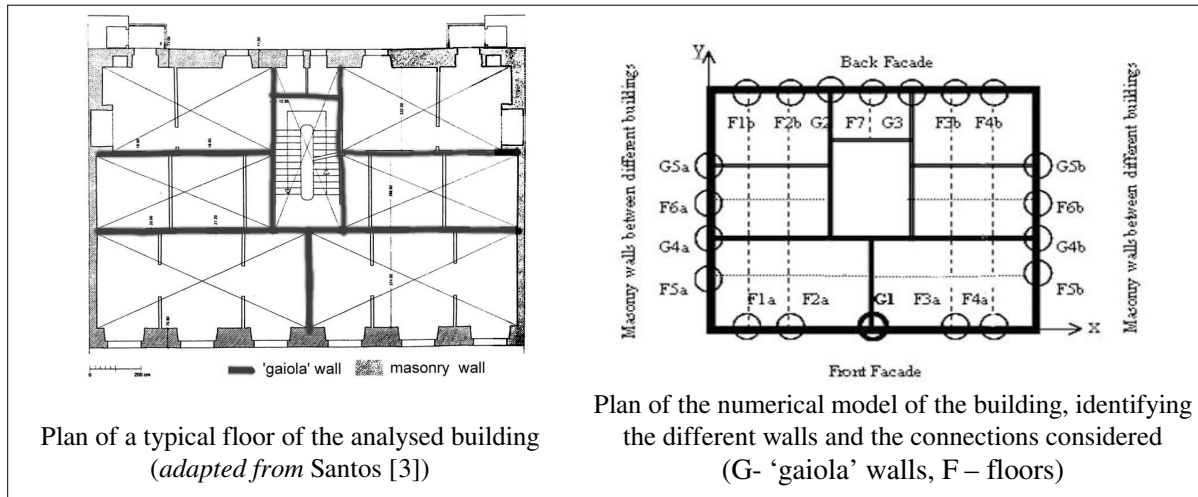 'gaiola' wall
masonry wall
200 cm
Plan of a typical floor of the analysed building
(adapted from Santos [3])
Y
Back Facade
Masonry walls between different buildings
Masonry walls between different buildings
F1b F2b G2 F7 G3 F3b F4b
G5a
G5b
F6a
F6b
G4a
G4b
F5a
F5b
F1a F2a G1 F3a F4a
X
Front Facade
Plan of the numerical model of the building, identifying
the different walls and the connections considered
(G- ‘gaiola’ walls, F – floors)